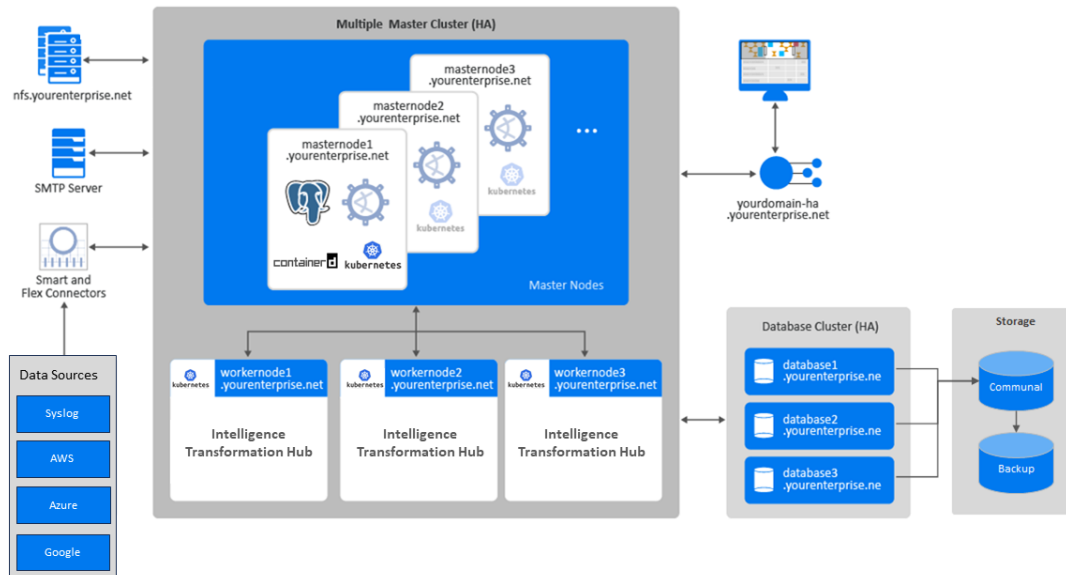 Multiple Master Cluster (HA)
nfs.yourenterprise.net
SMTP Server
Smart and
Flex Connectors
Data Sources
Syslog
AWS
Azure
Google
masternode3
.yourenterprise.net
kubernetes
masternode2
.yourenterprise.net
kubernetes
masternode1
.yourenterprise.net
containerd
kubernetes
...
Master Nodes
kubernetes
workernode1
.yourenterprise.net
Intelligence
Transformation Hub
kubernetes
workernode2
.yourenterprise.net
Intelligence
Transformation Hub
kubernetes
workernode3
.yourenterprise.net
Intelligence
Transformation Hub
yourdomain-ha
.yourenterprise.net
Database Cluster (HA)
database1
.yourenterprise.ne
database2
.yourenterprise.ne
database3
.yourenterprise.ne
Storage
Communal
Backup